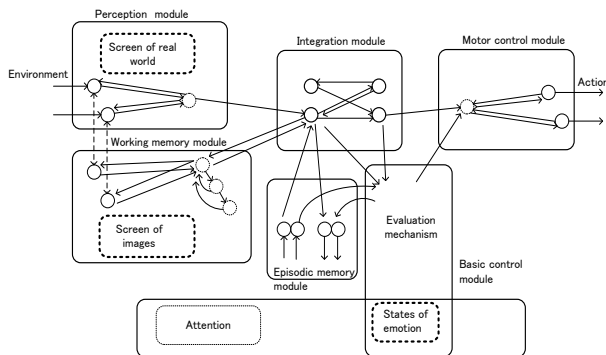 Perception module
Screen of real
world
Environment
Integration module
Motor control module
Action
Working memory module
Screen of
images
Episodic memory
module
Evaluation
mechanism
Basic control
module
Attention
States of
emotion